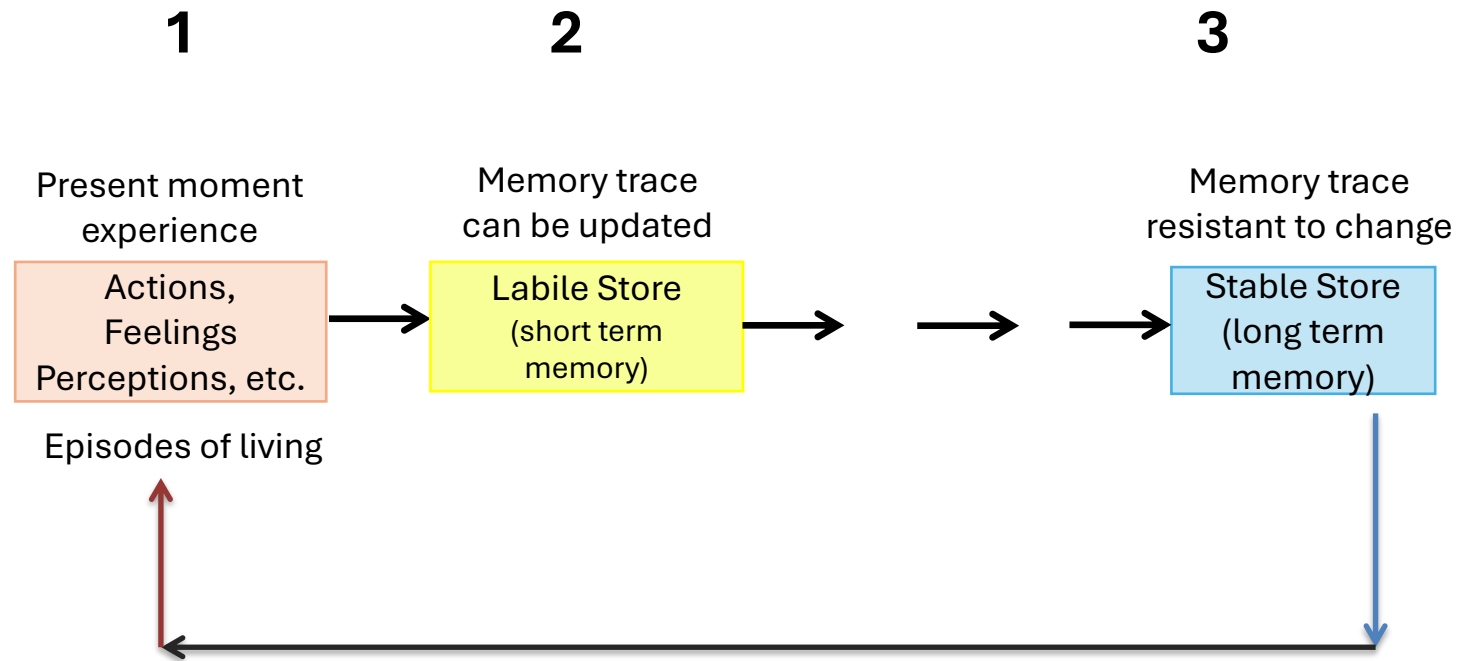 1
2
3
Present moment
experience
Memory trace
can be updated
Memory trace
resistant to change
Actions,
Feelings
Perceptions, etc.
Labile Store
(short term
memory)
Stable Store
(long term
memory)
Episodes of living